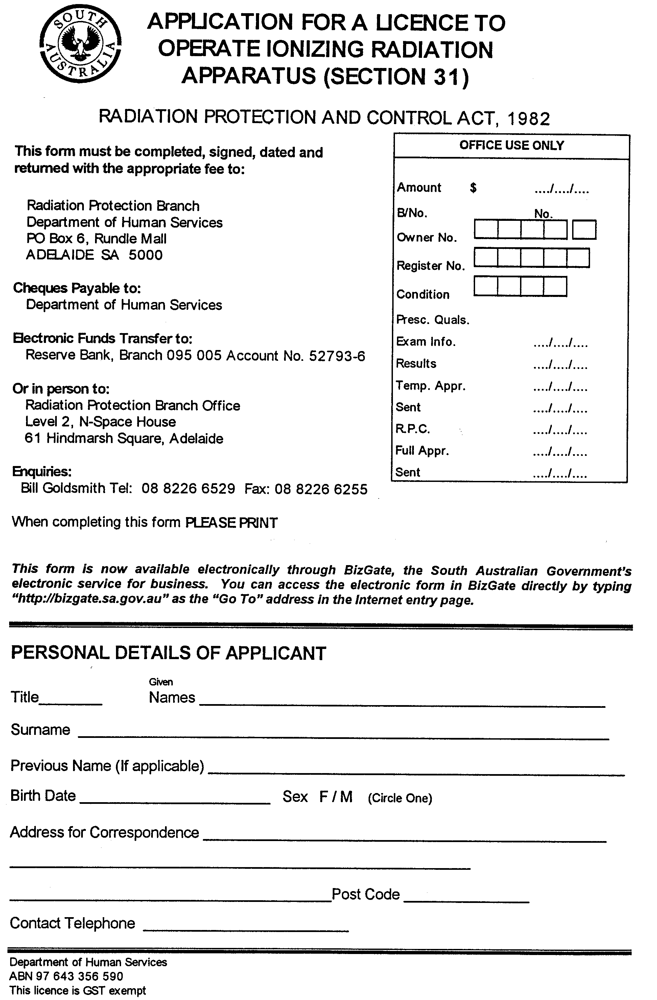 SOUTH AUSTRALIA
APPLICATION FOR A LICENCE TO
OPERATE IONIZING RADIATION
APPARATUS (SECTION 31)
RADIATION PROTECTION AND CONTROL ACT, 1982
This form must be completed, signed, dated and
returned with the appropriate fee to:
Radiation Protection Branch
Department of Human Services
PO Box 6, Rundle Mall
ADELAIDE SA 5000
Cheques Payable to:
Department of Human Services
Electronic Funds Transfer to:
Reserve Bank, Branch 095 005 Account No. 52793-6
Or in person to:
Radiation Protection Branch Office
Level 2, N-Space House
61 Hindmarsh Square, Adelaide
Enquiries:
Bill Goldsmith Tel: 08 8226 6529 Fax: 08 8226 6255
When completing this form PLEASE PRINT
OFFICE USE ONLY
Amount $ ..../..../....
B/No. No.
Owner No.
Register No.
Condition
Presc. Quals.
Exam Info. ..../..../....
Results ..../..../....
Temp. Appr. ..../..../....
Sent ..../..../....
R.P.C. ..../..../....
Full Appr. ..../..../....
Sent ..../..../....
This form is now available electronically through BizGate, the South Australian Government's
electronic service for business. You can access the electronic form in BizGate directly by typing
"http://bizgate.sa.gov.au" as the "Go To" address in the Internet entry page.
PERSONAL DETAILS OF APPLICANT
Given
Title Names
Surname
Previous Name (If applicable)
Birth Date Sex F / M (Circle One)
Address for Correspondence
Post Code
Contact Telephone
Department of Human Services
ABN 97 643 356 590
This licence is GST exempt